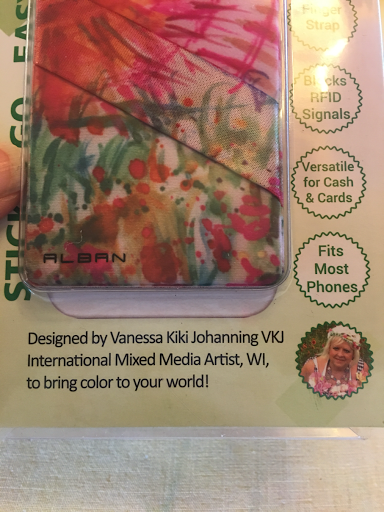 Finger
Strap
Blocks
RFID
Signals
Versatile
for Cash
& Cards
Fits
Most
Phones
ALBAN
Designed by Vanessa Kiki Johanning VKJ
International Mixed Media Artist, WI,
to bring color to your world!